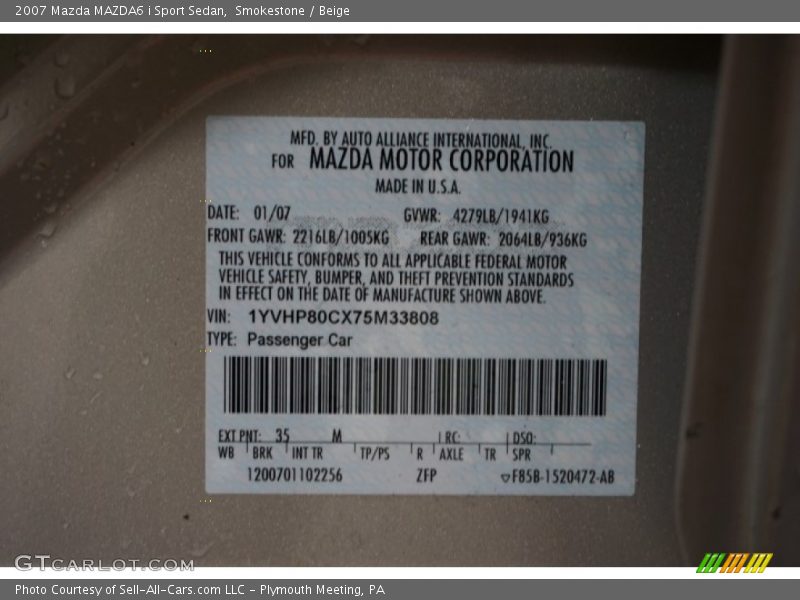 2007 Mazda MAZDA6 i Sport Sedan,  Smokestone / Beige
MFD. BY AUTO ALLIANCE INTERNATIONAL, INC.
FOR MAZDA MOTOR CORPORATION
MADE IN U.S.A.
DATE: 01/07 GVWR: 4279LB/1941KG
FRONT GAWR: 2216LB/1005KG REAR GAWR: 2064LB/936KG
THIS VEHICLE CONFORMS TO ALL APPLICABLE FEDERAL MOTOR
VEHICLE SAFETY, BUMPER, AND THEFT PREVENTION STANDARDS
IN EFFECT ON THE DATE OF MANUFACTURE SHOWN ABOVE.
VIN: 1YVHP80CX75M33808
TYPE: Passenger Car
EXT PNT: 35 M RC: DSO:
WB BRK INT TR TP/PS R AXLE TR SPR
1200701102256 ZFP F85B-1520472-AB
GTCARLOT.COM
Photo Courtesy of Sell-All-Cars.com LLC - Plymouth Meeting, PA